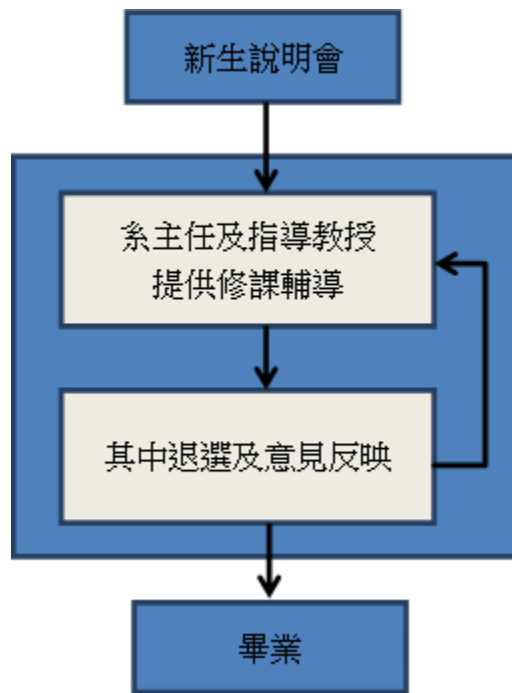 新生說明會
系主任及指導教授
提供修課輔導
其中退選及意見反映
畢業